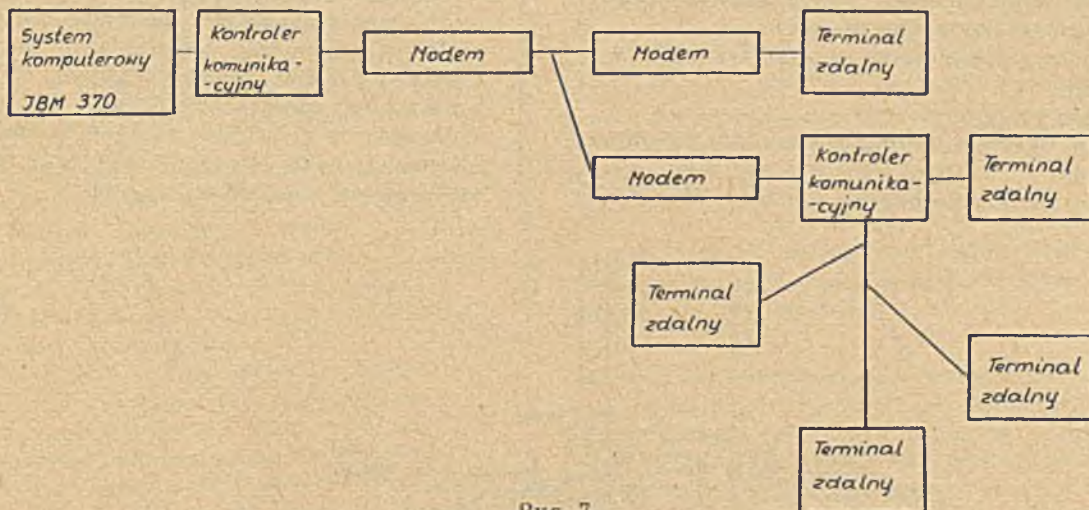 System
komputerowy
JBM 370
Kontroler
komunika-
-cyjny
Modem
Modem
Terminal
zdalny
Modem
Kontroler
komunika-
-cyjny
Terminal
zdalny
Terminal
zdalny
Terminal
zdalny
Terminal
zdalny